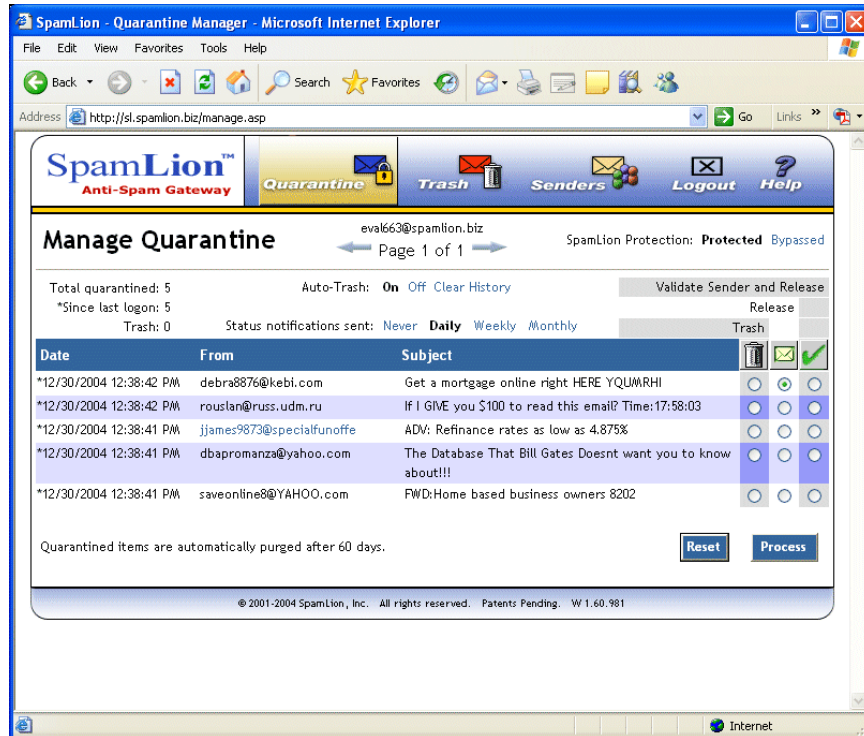 SpamLion - Quarantine Manager - Microsoft Internet Explorer
File Edit View Favorites Tools Help
Back Search Favorites
Address http://sl.spamlion.biz/manage.asp Go Links »
SpamLion™
Anti-Spam Gateway
Quarantine Trash Senders Logout Help
Manage Quarantine
eval663@spamlion.biz
Page 1 of 1
SpamLion Protection: Protected Bypassed
Total quarantined: 5
*Since last logon: 5
Trash: 0
Auto-Trash: On Off Clear History
Status notifications sent: Never Daily Weekly Monthly
Validate Sender and Release
Release
Trash
Date From Subject
*12/30/2004 12:38:42 PM debra8876@kebi.com Get a mortgage online right HERE YQUMRHI
*12/30/2004 12:38:42 PM rouslan@russ.udm.ru If I GIVE you $100 to read this email? Time:17:58:03
*12/30/2004 12:38:41 PM jjames9873@specialfunoffe ADV: Refinance rates as low as 4.875%
*12/30/2004 12:38:41 PM dbapromanza@yahoo.com The Database That Bill Gates Doesnt want you to know
about!!!
*12/30/2004 12:38:41 PM saveonline8@YAHOO.com FWD:Home based business owners 8202
Quarantined items are automatically purged after 60 days.
Reset Process
© 2001-2004 SpamLion, Inc. All rights reserved. Patents Pending. W 1.60.981
Internet